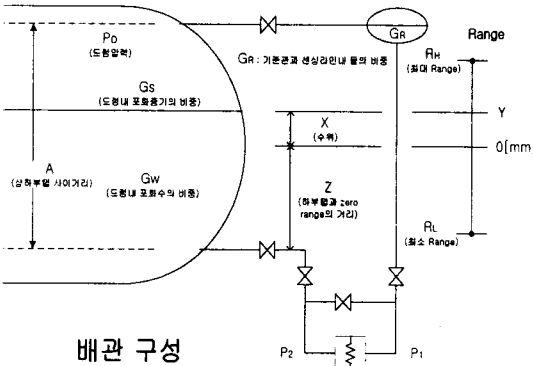 PD
(드럼압력)
GR
GR : 기준관과 센싱라인내 물의 비중
Range
RH
(최대 Range)
GS
(드럼내 포화증기의 비중)
X
(수위)
Y
0[mm]
A
(상하부탭 사이거리)
GW
(드럼내 포화수의 비중)
Z
(하부탭과 zero
range의 거리)
RL
(최소 Range)
배관 구성
P2
P1